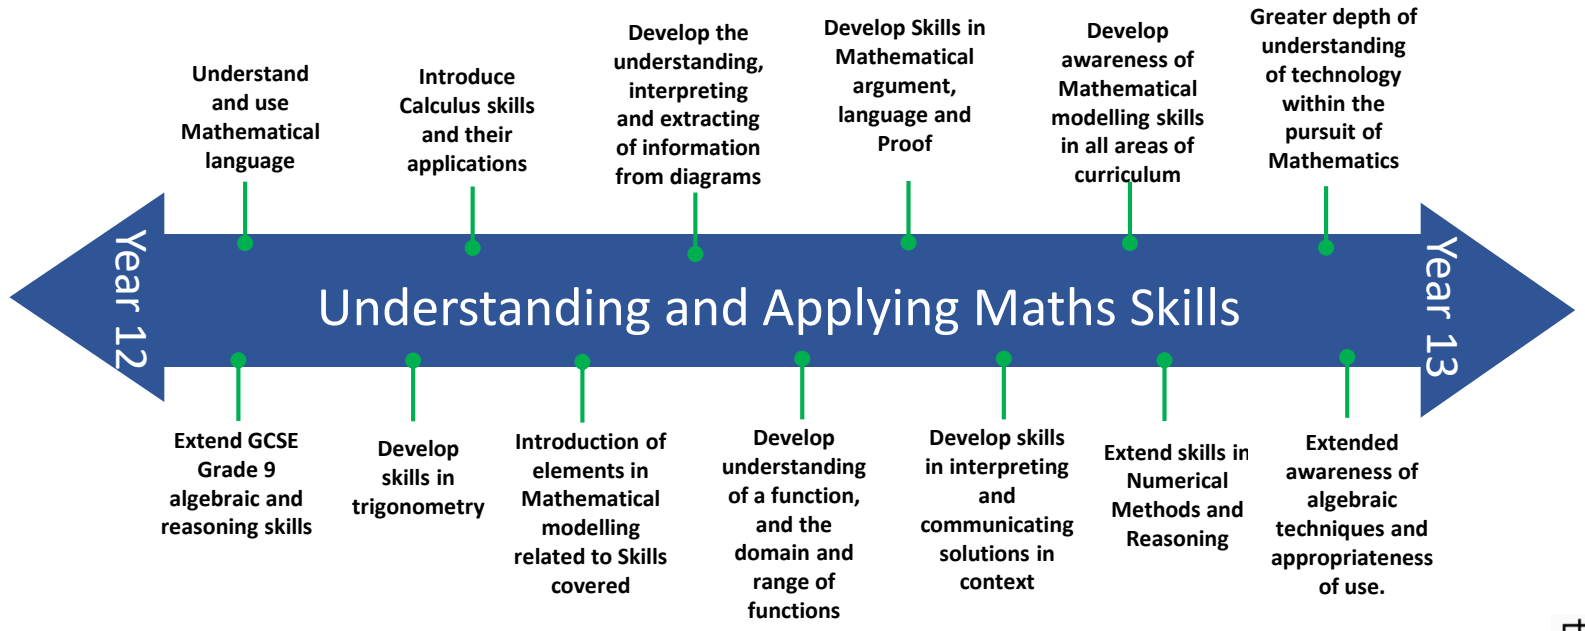 Understand
and use
Mathematical
language
Introduce
Calculus skills
and their
applications
Develop the
understanding,
interpreting
and extracting
of information
from diagrams
Develop Skills in
Mathematical
argument,
language and
Proof
Develop
awareness of
Mathematical
modelling skills
in all areas of
curriculum
Greater depth of
understanding
of technology
within the
pursuit of
Mathematics
Year 12
Understanding and Applying Maths Skills
Year 13
Extend GCSE
Grade 9
algebraic and
reasoning skills
Develop
skills in
trigonometry
Introduction of
elements in
Mathematical
modelling
related to Skills
covered
Develop
understanding
of a function,
and the
domain and
range of
functions
Develop skills
in interpreting
and
communicating
solutions in
context
Extend skills in
Numerical
Methods and
Reasoning
Extended
awareness of
algebraic
techniques and
appropriateness
of use.
t